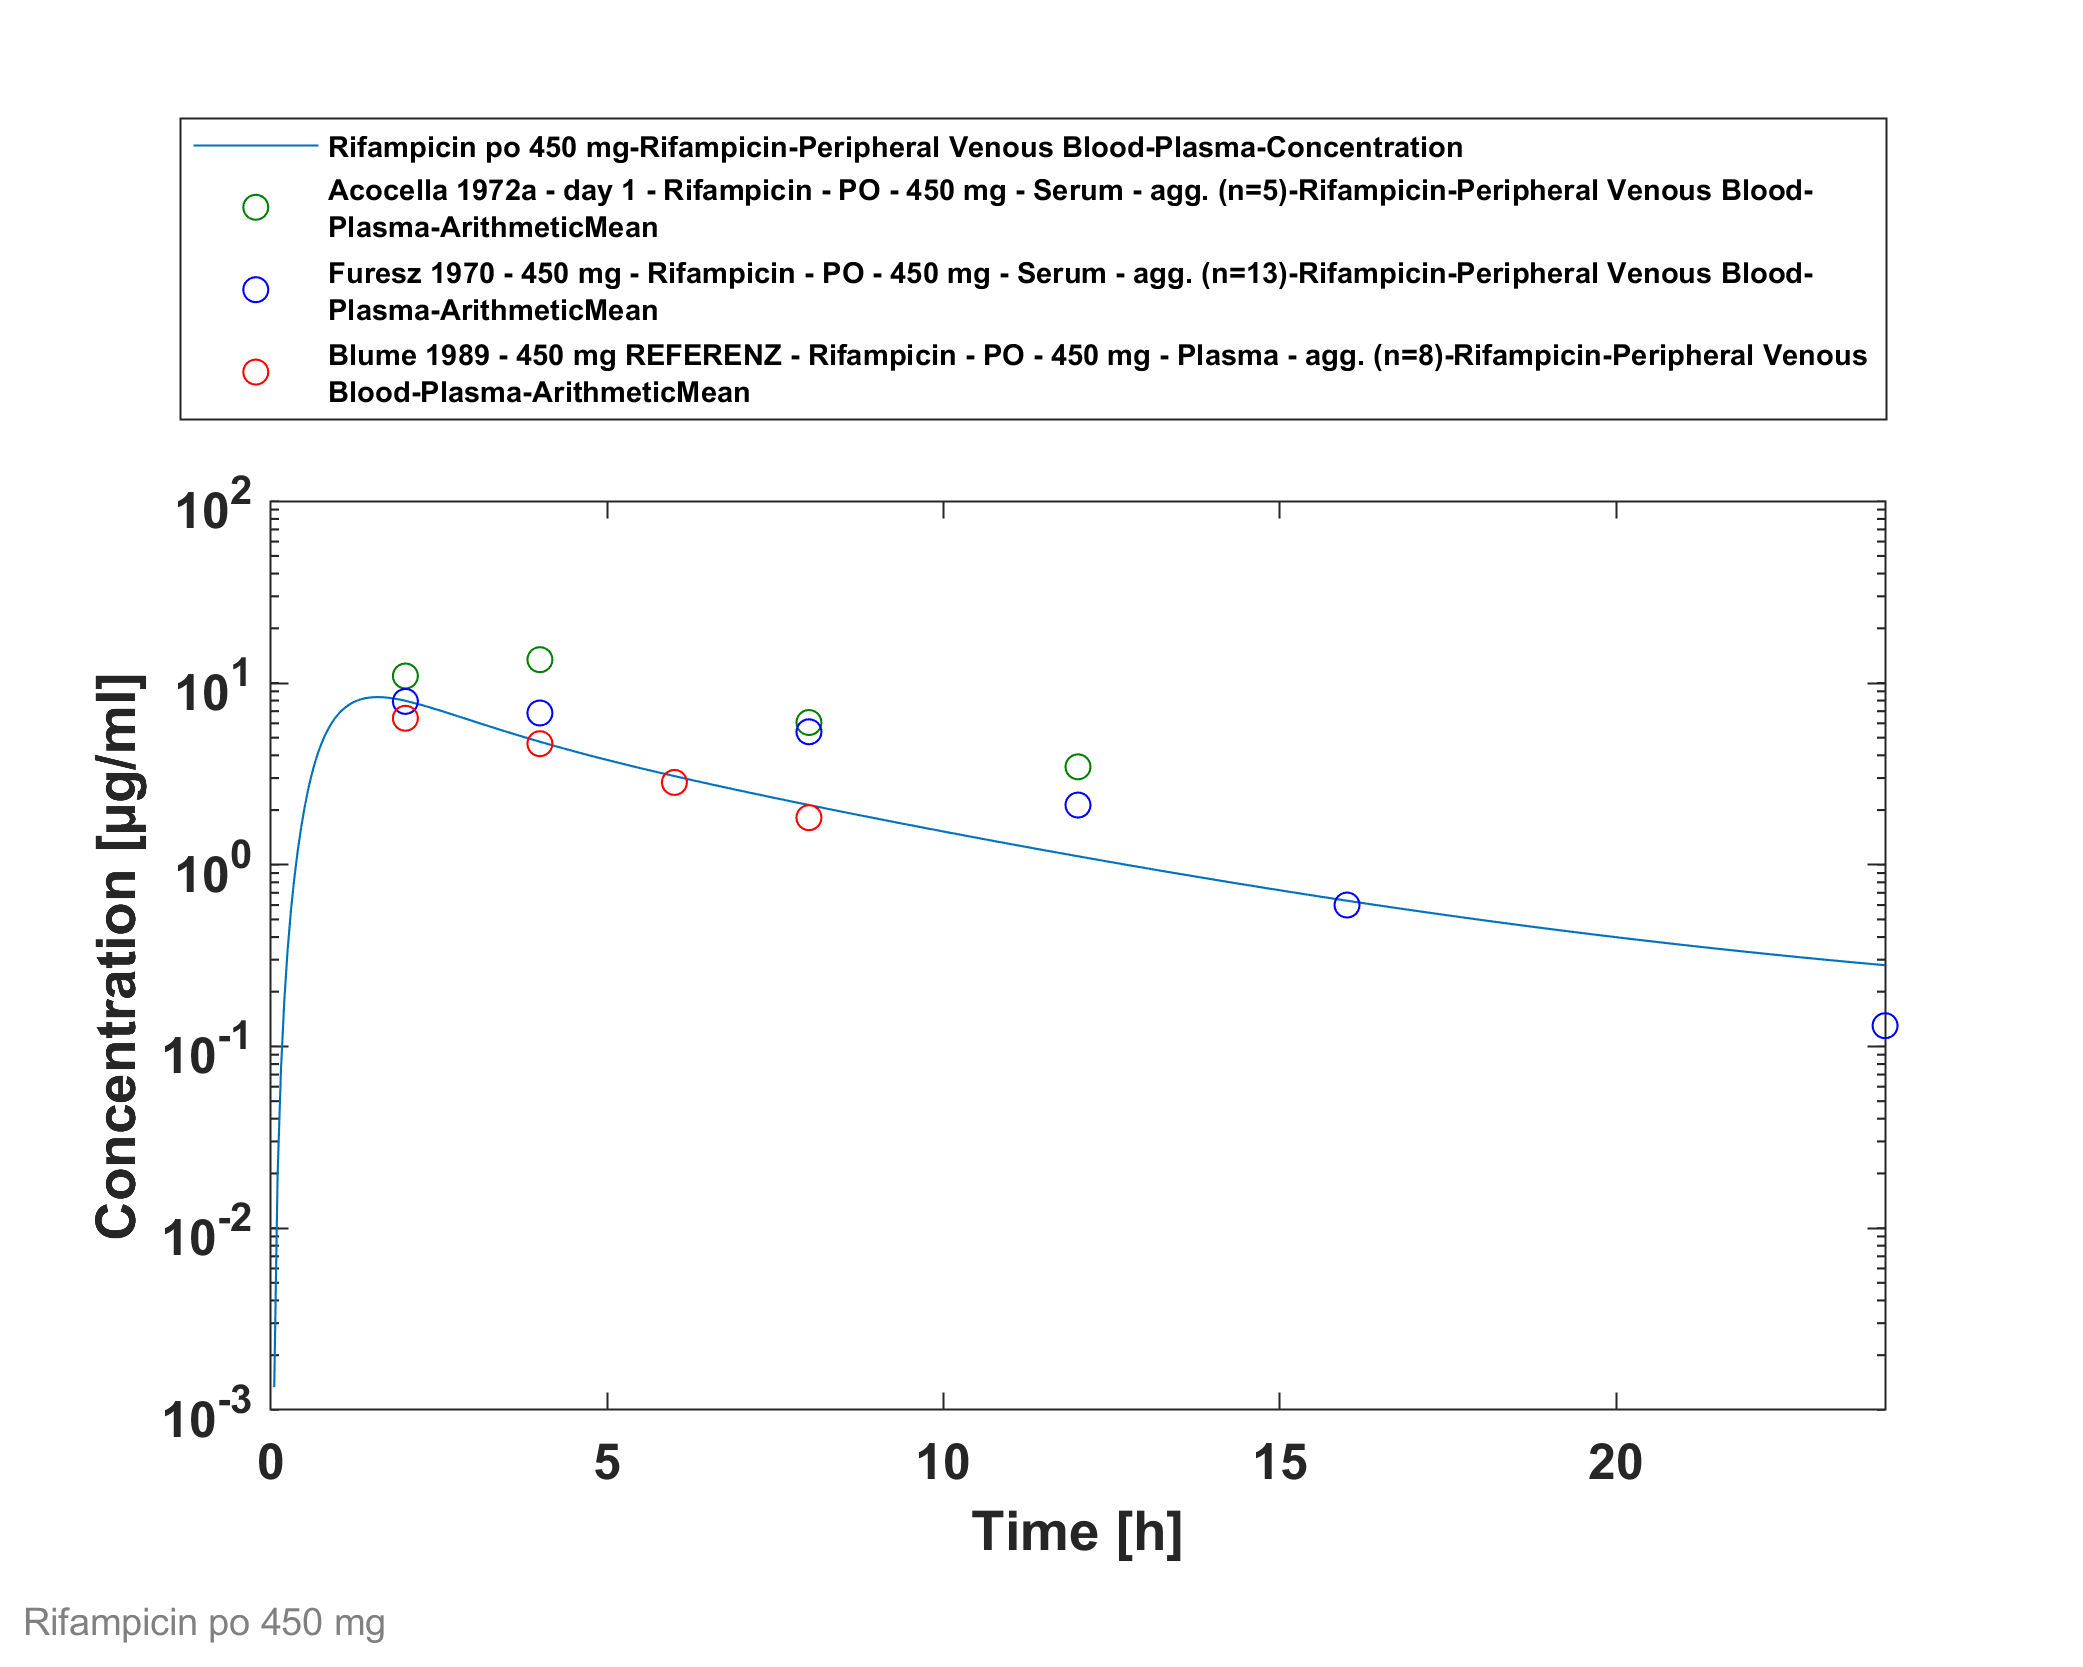 Rifampicin po 450 mg-Rifampicin-Peripheral Venous Blood-Plasma-Concentration
Acocella 1972a - day 1 - Rifampicin - PO - 450 mg - Serum - agg. (n=5)-Rifampicin-Peripheral Venous Blood-
Plasma-ArithmeticMean
Furesz 1970 - 450 mg - Rifampicin - PO - 450 mg - Serum - agg. (n=13)-Rifampicin-Peripheral Venous Blood-
Plasma-ArithmeticMean
Blume 1989 - 450 mg REFERENZ - Rifampicin - PO - 450 mg - Plasma - agg. (n=8)-Rifampicin-Peripheral Venous
Blood-Plasma-ArithmeticMean
10^2
10^1
10^0
10^-1
10^-2
10^-3
Concentration [µg/ml]
0 5 10 15 20
Time [h]
Rifampicin po 450 mg